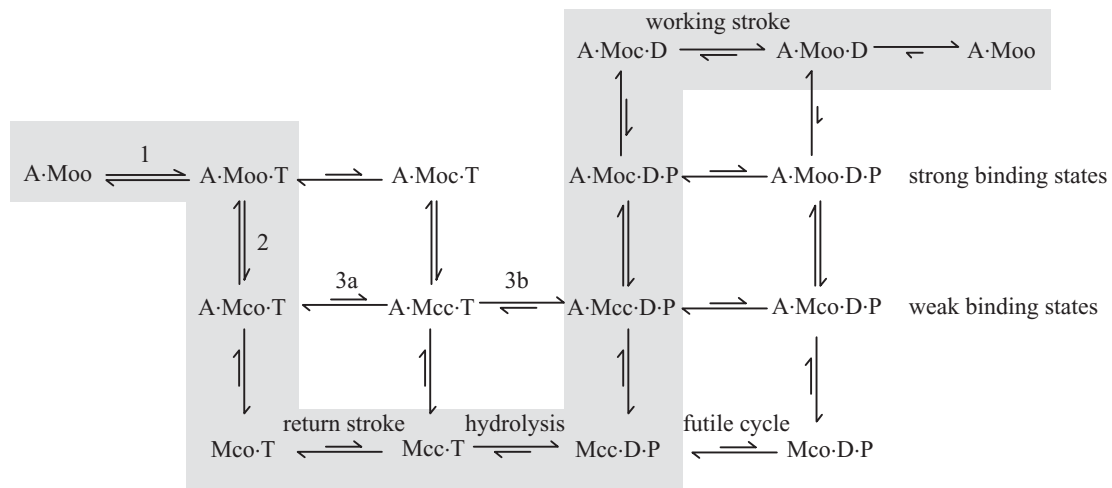 working stroke
A·Moc·D A·Moo·D A·Moo
1
A·Moo A·Moo·T A·Moc·T A·Moc·D·P A·Moo·D·P strong binding states
2
3a 3b
A·Mco·T A·Mcc·T A·Mcc·D·P A·Mco·D·P weak binding states
return stroke hydrolysis futile cycle
Mco·T Mcc·T Mcc·D·P Mco·D·P